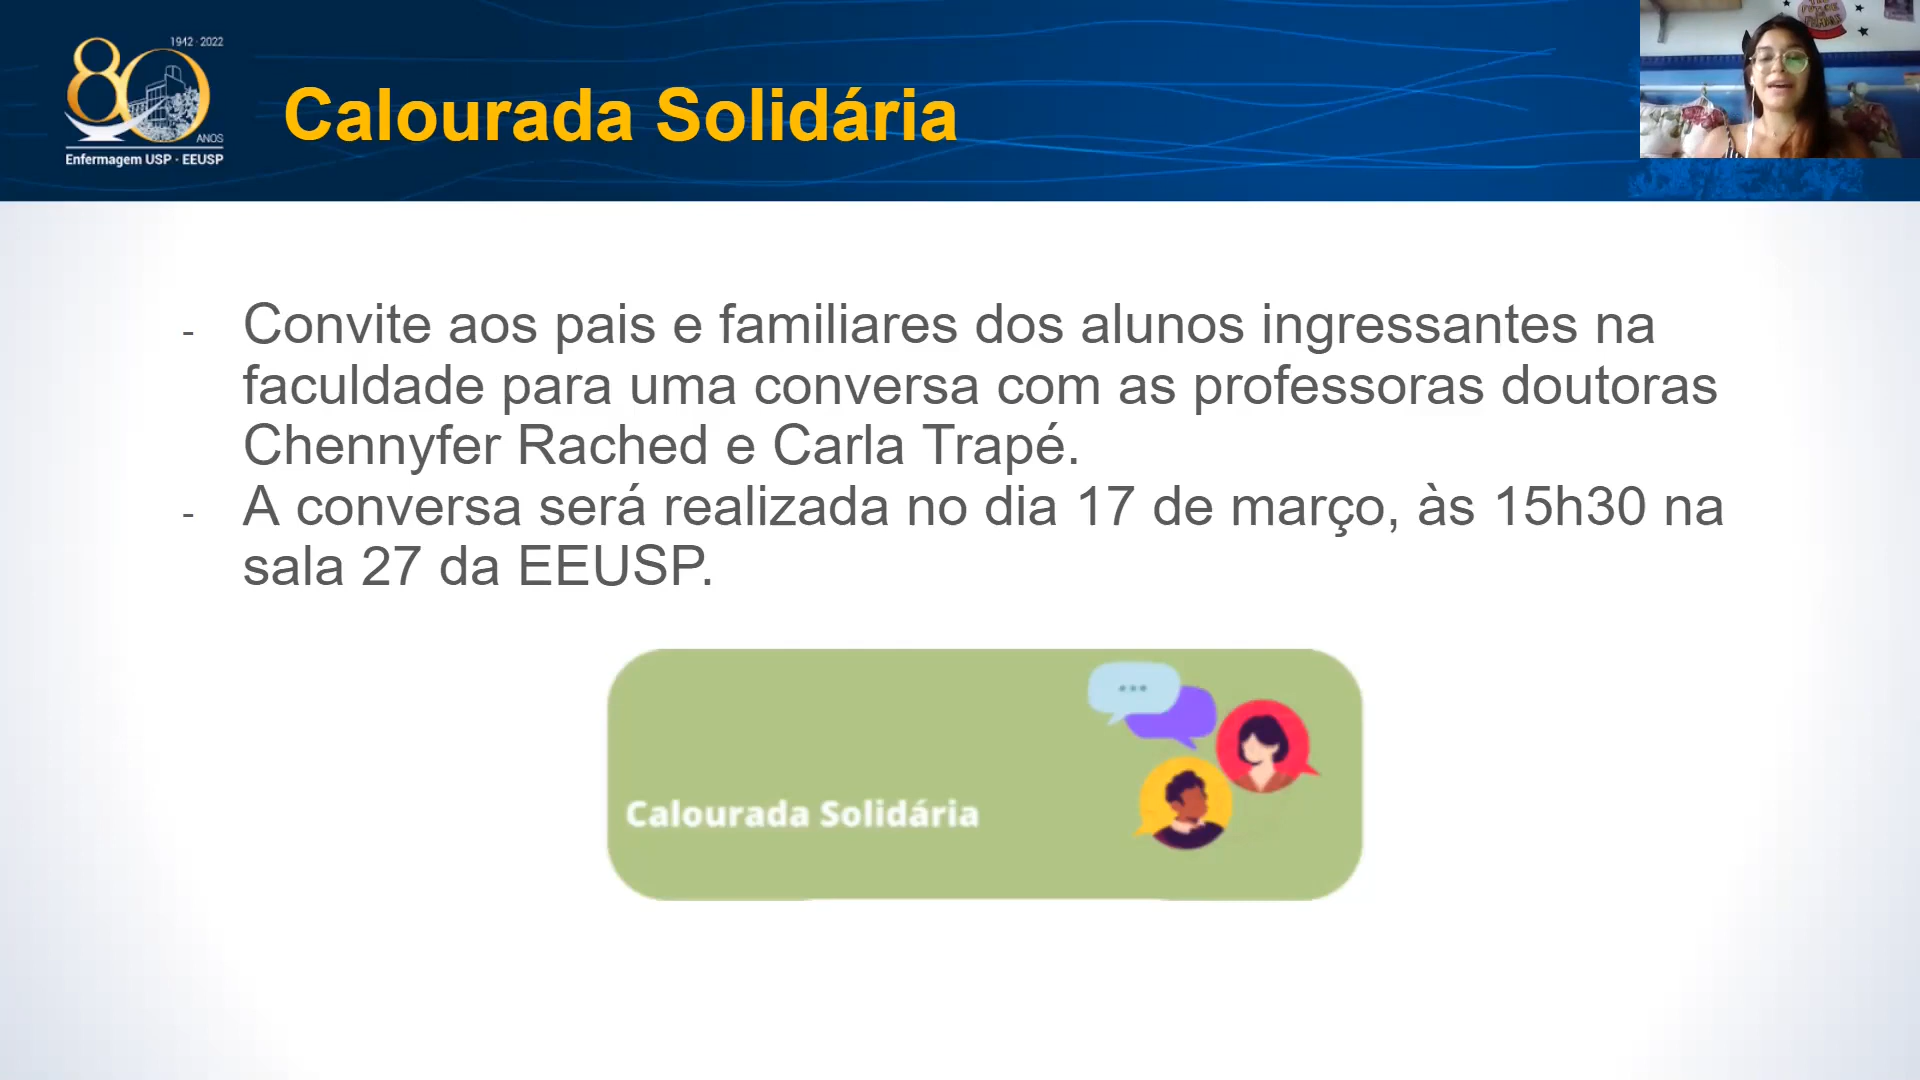 1942 · 2022
80
ANOS
Enfermagem USP · EEUSP
Calourada Solidária
- Convite aos pais e familiares dos alunos ingressantes na
faculdade para uma conversa com as professoras doutoras
Chennyfer Rached e Carla Trapé.
- A conversa será realizada no dia 17 de março, às 15h30 na
sala 27 da EEUSP.
Calourada Solidária